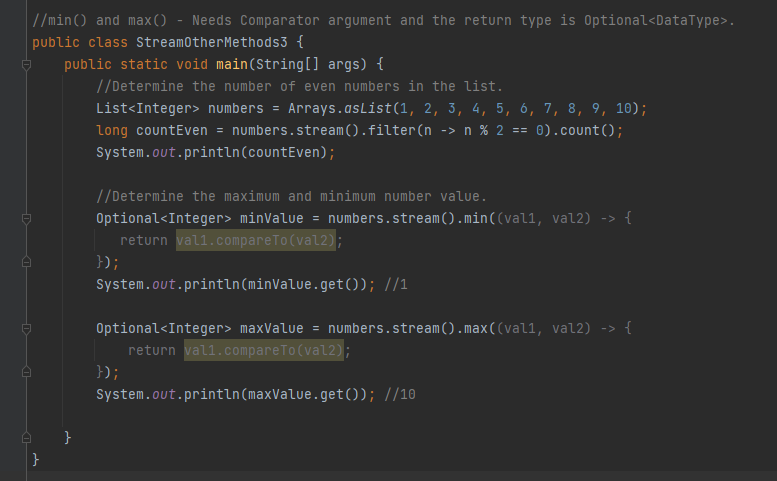 //min() and max() - Needs Comparator argument and the return type is Optional<DataType>.
public class StreamOtherMethods3 {
    public static void main(String[] args) {
        //Determine the number of even numbers in the list.
        List<Integer> numbers = Arrays.asList(1, 2, 3, 4, 5, 6, 7, 8, 9, 10);
        long countEven = numbers.stream().filter(n -> n % 2 == 0).count();
        System.out.println(countEven);

        //Determine the maximum and minimum number value.
        Optional<Integer> minValue = numbers.stream().min((val1, val2) -> {
           return val1.compareTo(val2);
        });
        System.out.println(minValue.get()); //1

        Optional<Integer> maxValue = numbers.stream().max((val1, val2) -> {
            return val1.compareTo(val2);
        });
        System.out.println(maxValue.get()); //10

    }
}